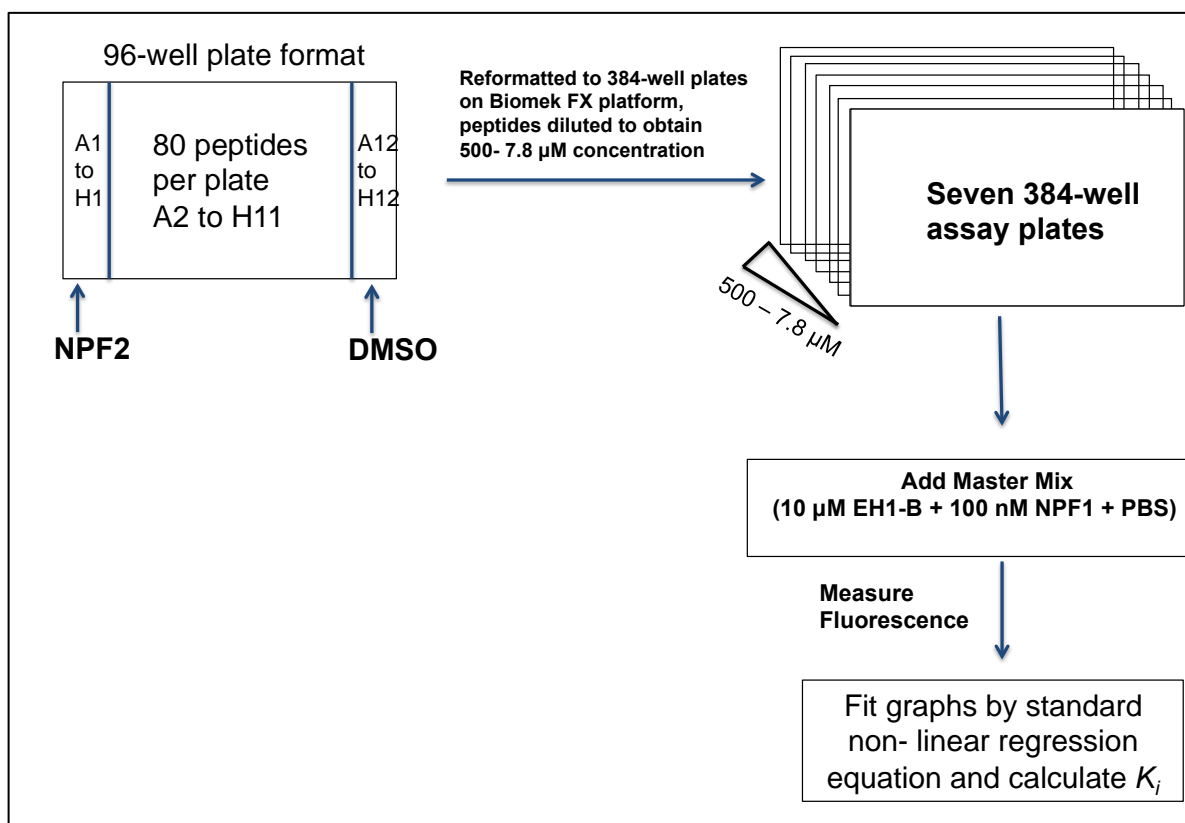 96-well plate format
A1
to
H1
80 peptides
per plate
A2 to H11
A12
to
H12
NPF2
DMSO
Reformatted to 384-well plates
on Biomek FX platform,
peptides diluted to obtain
500- 7.8 µM concentration
500 – 7.8 µM
Seven 384-well
assay plates
Add Master Mix
(10 µM EH1-B + 100 nM NPF1 + PBS)
Measure
Fluorescence
Fit graphs by standard
non- linear regression
equation and calculate Ki